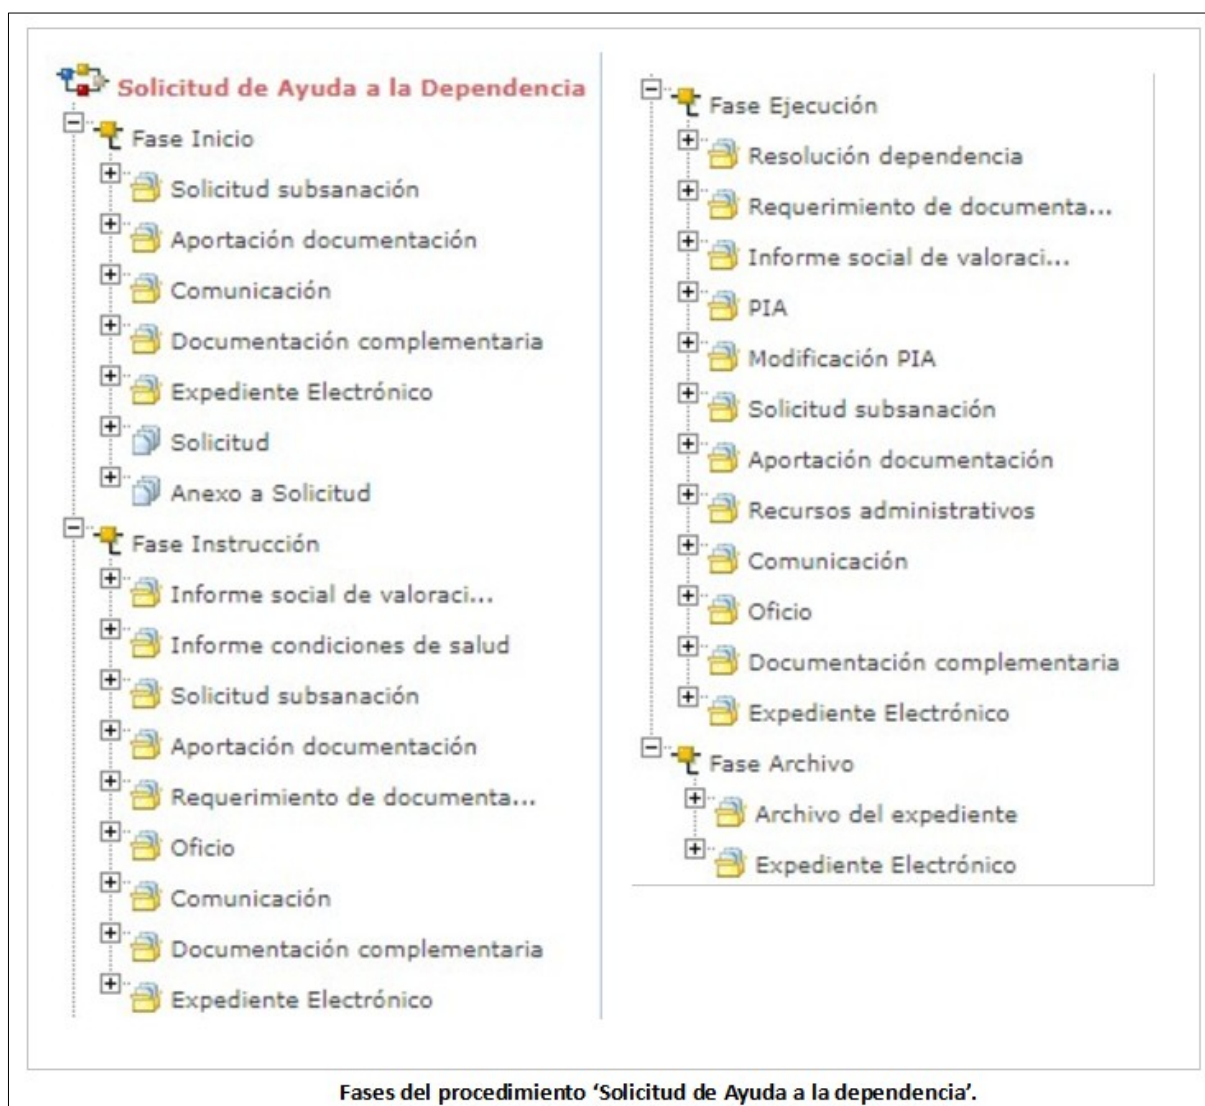 Solicitud de Ayuda a la Dependencia
Fase Inicio
Solicitud subsanación
Aportación documentación
Comunicación
Documentación complementaria
Expediente Electrónico
Solicitud
Anexo a Solicitud
Fase Instrucción
Informe social de valoraci...
Informe condiciones de salud
Solicitud subsanación
Aportación documentación
Requerimiento de documenta...
Oficio
Comunicación
Documentación complementaria
Expediente Electrónico
Fase Ejecución
Resolución dependencia
Requerimiento de documenta...
Informe social de valoraci...
PIA
Modificación PIA
Solicitud subsanación
Aportación documentación
Recursos administrativos
Comunicación
Oficio
Documentación complementaria
Expediente Electrónico
Fase Archivo
Archivo del expediente
Expediente Electrónico
Fases del procedimiento ‘Solicitud de Ayuda a la dependencia’.